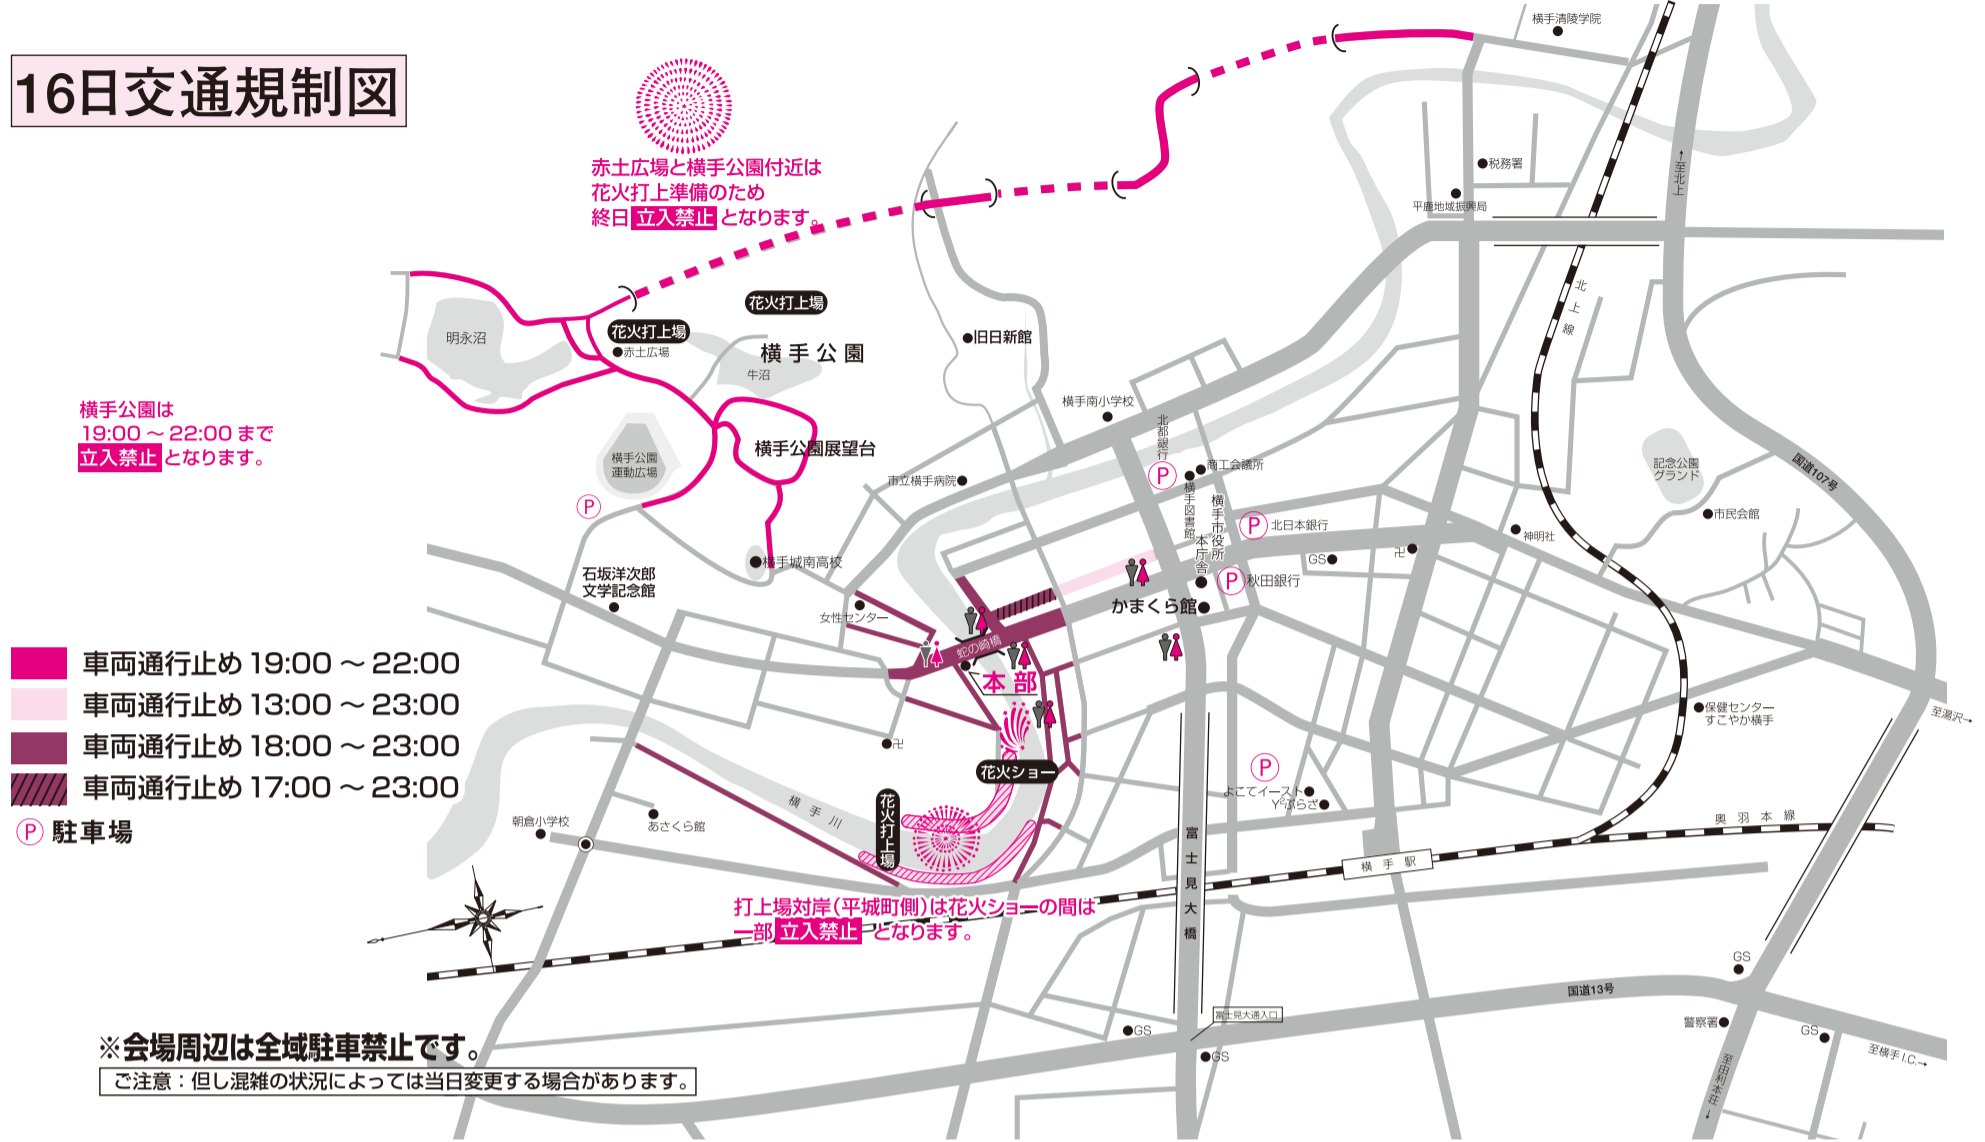 16日交通規制図
赤土広場と横手公園付近は
花火打上準備のため
終日 立入禁止 となります。
横手公園は
19:00 ～ 22:00 まで
立入禁止 となります。
車両通行止め 19:00 ～ 22:00
車両通行止め 13:00 ～ 23:00
車両通行止め 18:00 ～ 23:00
車両通行止め 17:00 ～ 23:00
P 駐車場
※会場周辺は全域駐車禁止です。
ご注意：但し混雑の状況によっては当日変更する場合があります。
横手清陵学院
税務署
平鹿地域振興局
←至北上
北上線
花火打上場
花火打上場
赤土広場
明永沼
横手公園
牛沼
旧日新館
横手公園展望台
横手公園
運動広場
P
横手南小学校
北都銀行
P
商工会議所
横手図書館
市立横手病院
横手市役所
本庁舎
P
北日本銀行
P
秋田銀行
かまくら館
GS
卍
神明社
記念公園
グランド
市民会館
国道107号
横手城南高校
石坂洋次郎
文学記念館
女性センター
蛇の崎橋
本部
花火ショー
花火打上場
卍
横手川
あさくら館
朝倉小学校
打上場対岸（平城町側）は花火ショーの間は
一部 立入禁止 となります。
P
よこてイースト
Y²ぷらざ
保健センター
すこやか横手
至湯沢→
奥羽本線
横手駅
富士見大橋
富士見大通入口
国道13号
GS
GS
GS
警察署
GS
至横手I.C.→
至由利本荘→